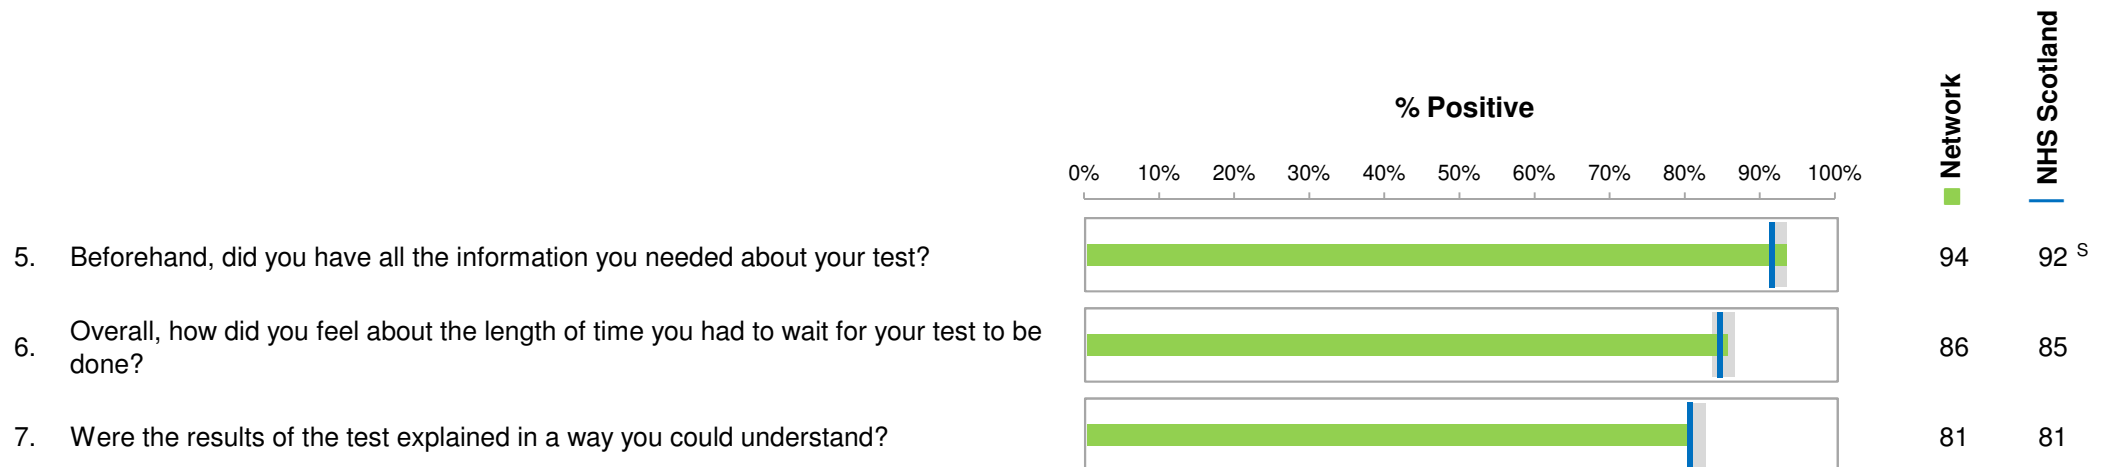 Network
NHS Scotland
% Positive
0% 10% 20% 30% 40% 50% 60% 70% 80% 90% 100%
5. Beforehand, did you have all the information you needed about your test? 94 92 S
6. Overall, how did you feel about the length of time you had to wait for your test to be
done? 86 85
7. Were the results of the test explained in a way you could understand? 81 81